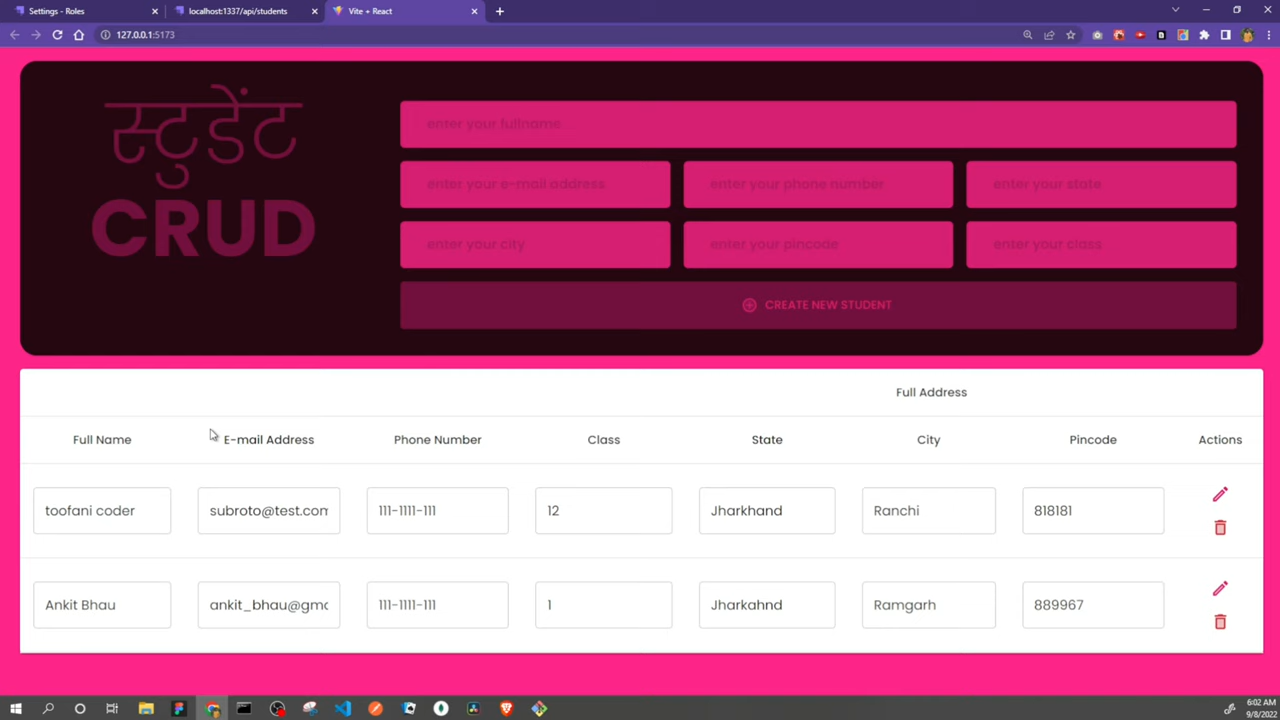 Settings - Roles
localhost:1337/api/students
Vite + React
127.0.0.1:5173
स्टुडेंट
CRUD
enter your fullname
enter your e-mail address
enter your phone number
enter your state
enter your city
enter your pincode
enter your class
CREATE NEW STUDENT
Full Address
Full Name
E-mail Address
Phone Number
Class
State
City
Pincode
Actions
toofani coder
subroto@test.com
111-1111-111
12
Jharkhand
Ranchi
818181
Ankit Bhau
ankit_bhau@gmc
111-1111-111
1
Jharkahnd
Ramgarh
889967
6:02 AM
9/8/2022